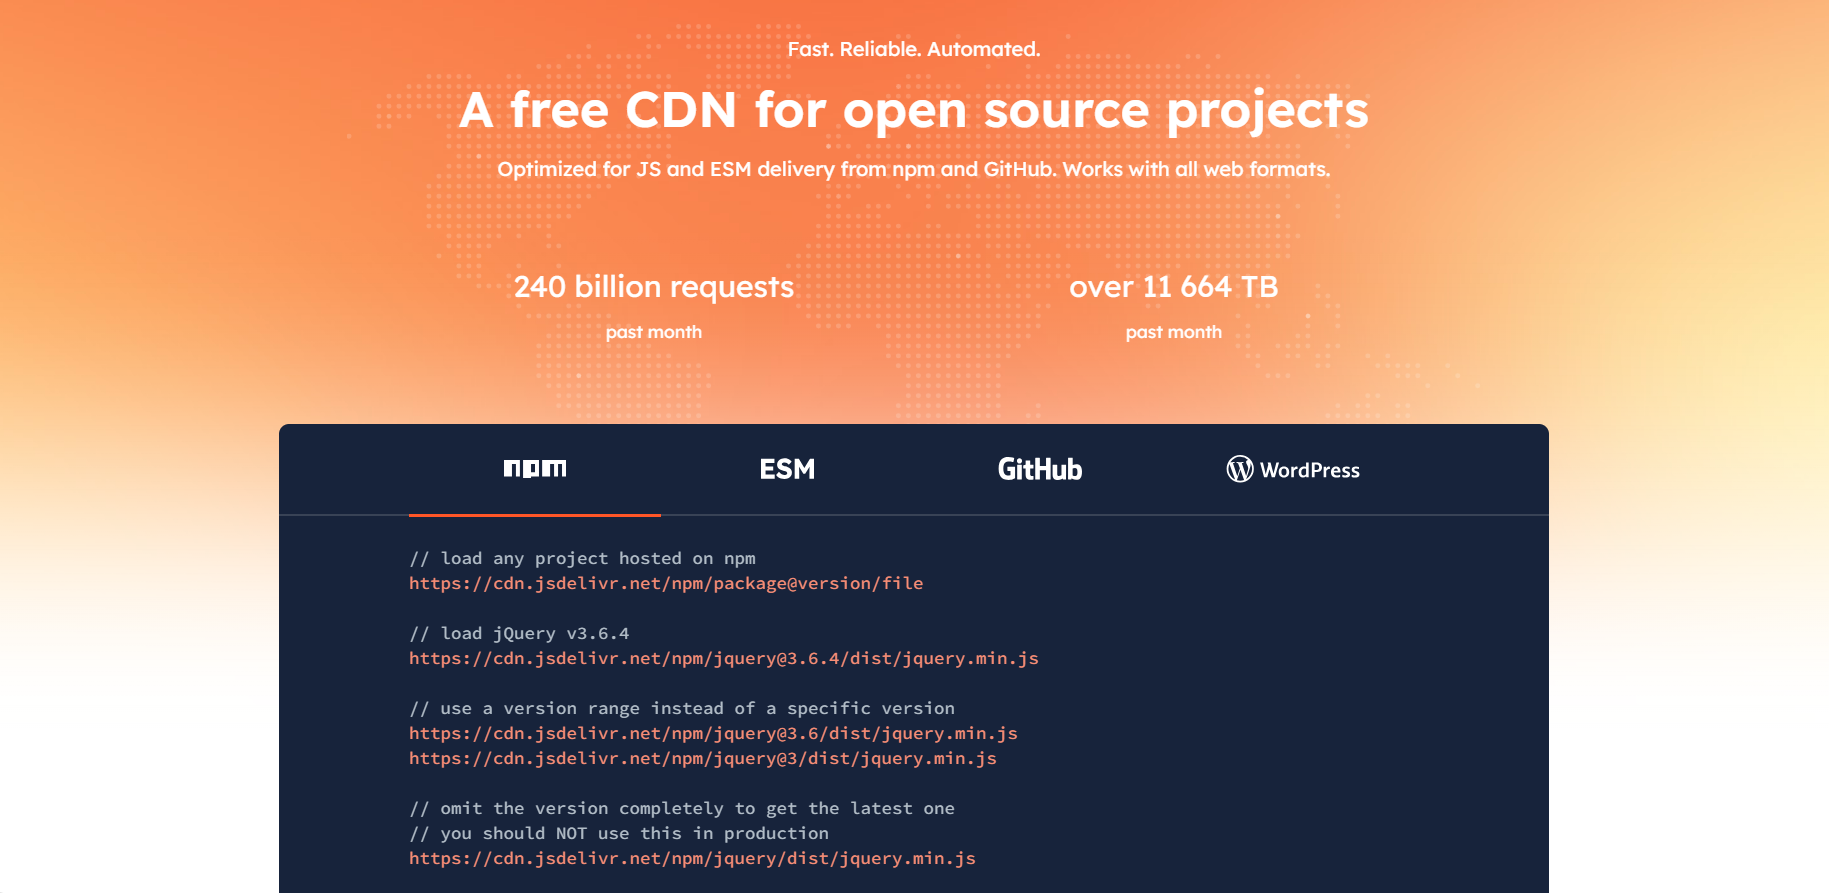 Fast. Reliable. Automated.
A free CDN for open source projects
Optimized for JS and ESM delivery from npm and GitHub. Works with all web formats.
240 billion requests
past month
over 11 664 TB
past month
npm
ESM
GitHub
WordPress
// load any project hosted on npm
https://cdn.jsdelivr.net/npm/package@version/file
// load jQuery v3.6.4
https://cdn.jsdelivr.net/npm/jquery@3.6.4/dist/jquery.min.js
// use a version range instead of a specific version
https://cdn.jsdelivr.net/npm/jquery@3.6/dist/jquery.min.js
https://cdn.jsdelivr.net/npm/jquery@3/dist/jquery.min.js
// omit the version completely to get the latest one
// you should NOT use this in production
https://cdn.jsdelivr.net/npm/jquery/dist/jquery.min.js